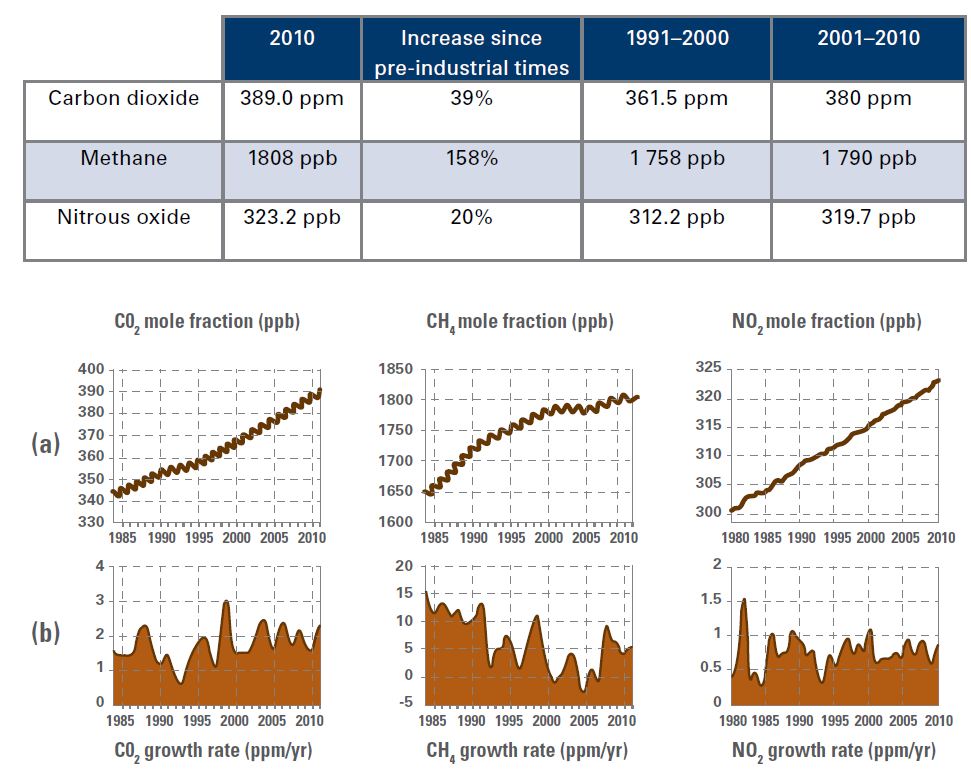 2010 Increase since pre-industrial times 1991–2000 2001–2010
Carbon dioxide 389.0 ppm 39% 361.5 ppm 380 ppm
Methane 1808 ppb 158% 1 758 ppb 1 790 ppb
Nitrous oxide 323.2 ppb 20% 312.2 ppb 319.7 ppb
CO2 mole fraction (ppb) CH4 mole fraction (ppb) NO2 mole fraction (ppb)
(a)
400
390
380
370
360
350
340
330
1985 1990 1995 2000 2005 2010
1850
1800
1750
1700
1650
1600
1985 1990 1995 2000 2005 2010
325
320
315
310
305
300
1980 1985 1990 1995 2000 2005 2010
(b)
4
3
2
1
0
1985 1990 1995 2000 2005 2010
20
15
10
5
0
-5
1985 1990 1995 2000 2005 2010
2
1.5
1
0.5
0
1980 1985 1990 1995 2000 2005 2010
CO2 growth rate (ppm/yr) CH4 growth rate (ppm/yr) NO2 growth rate (ppm/yr)